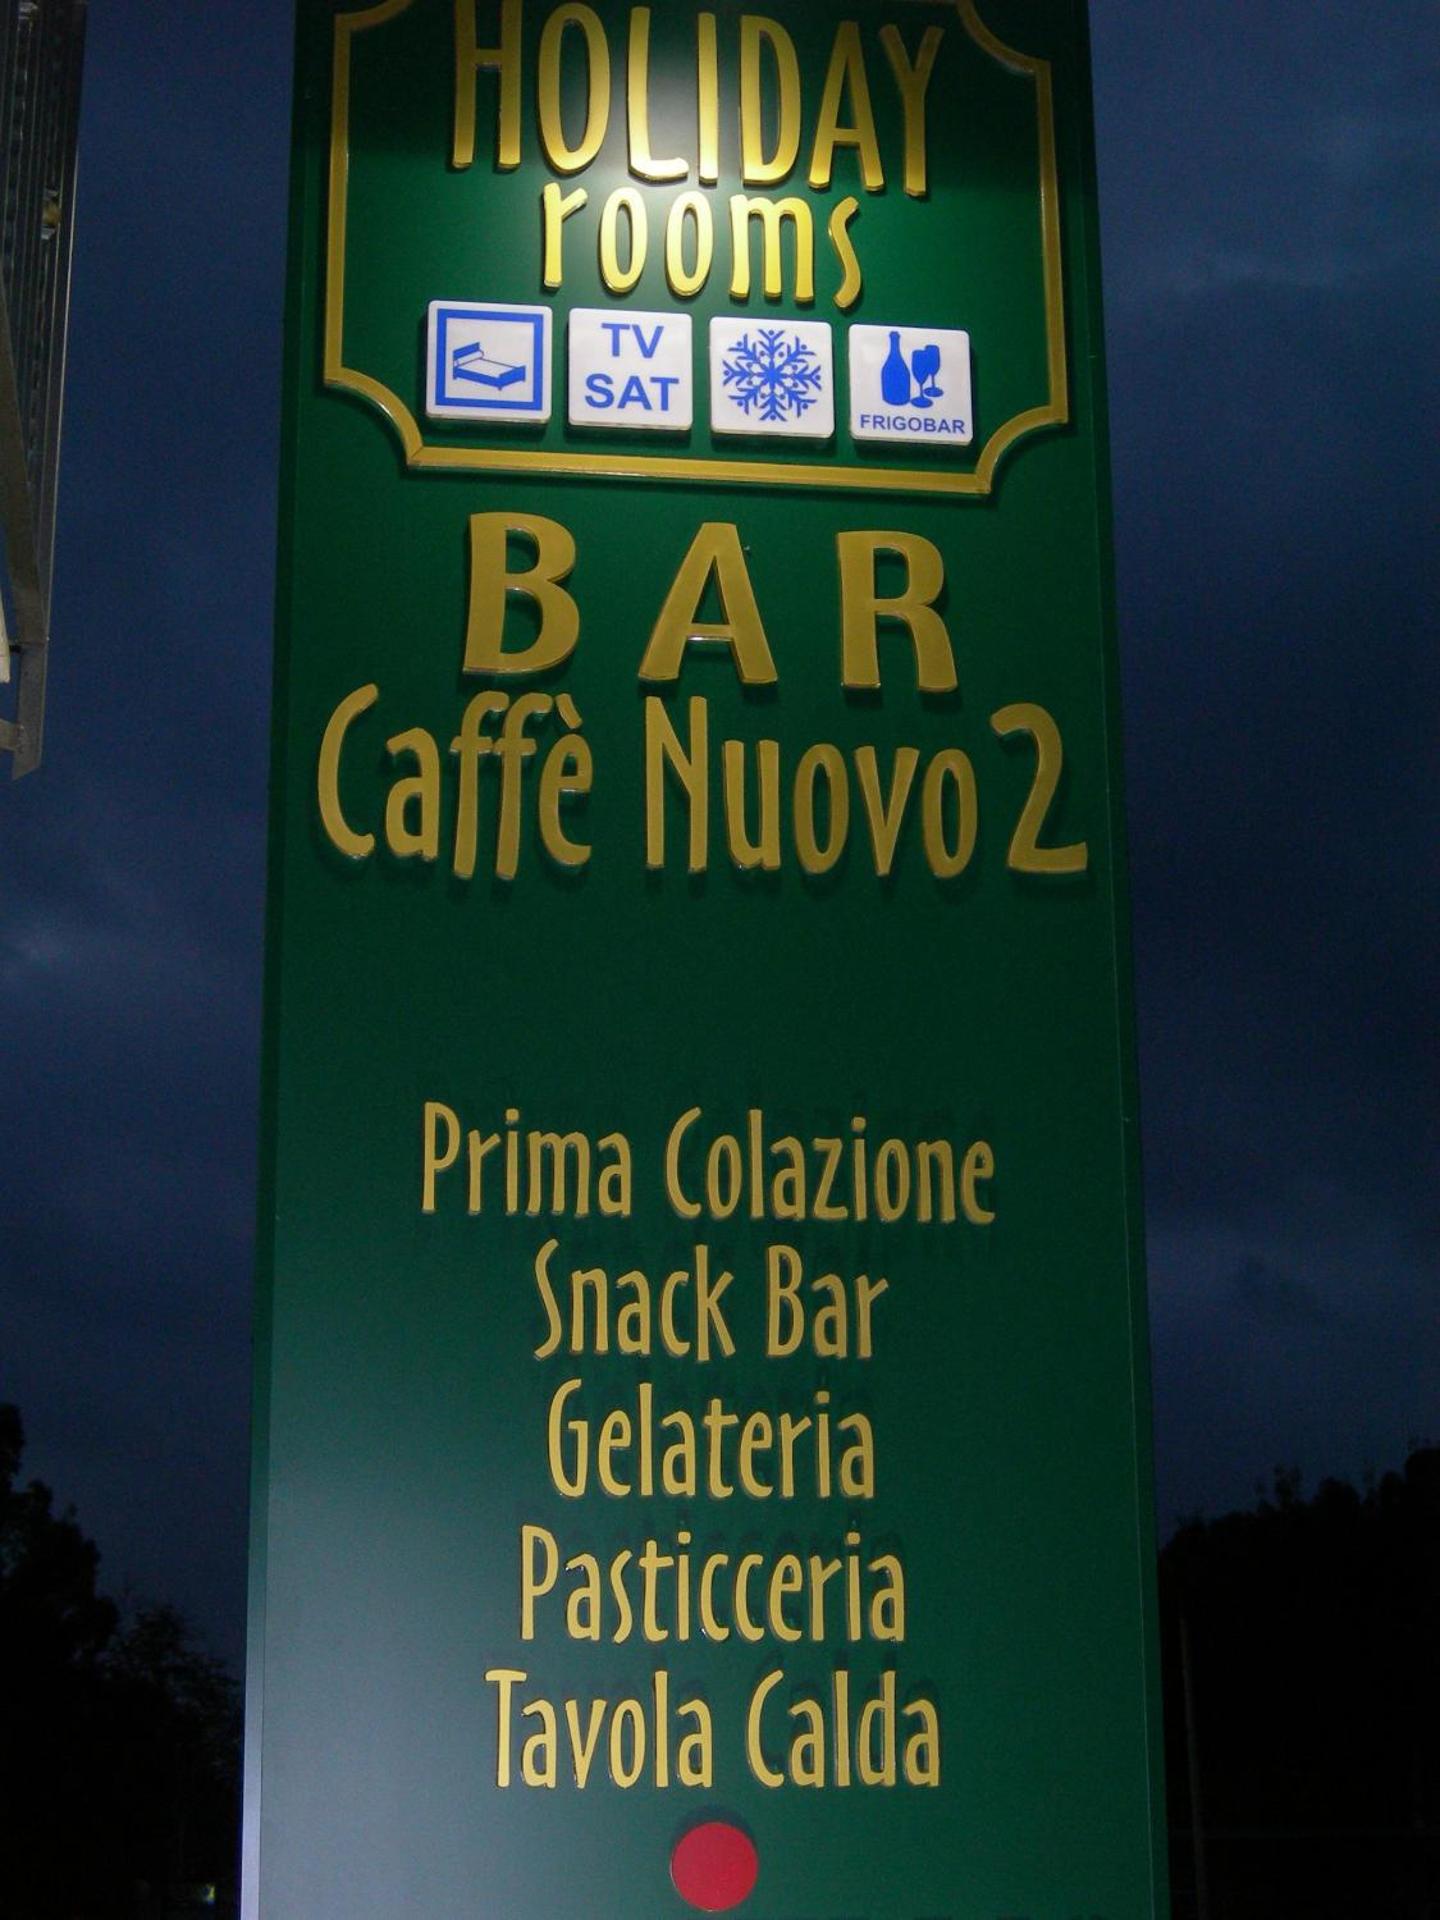 HOLIDAY
rooms
TV
SAT
FRIGOBAR
BAR
Caffè Nuovo 2
Prima Colazione
Snack Bar
Gelateria
Pasticceria
Tavola Calda